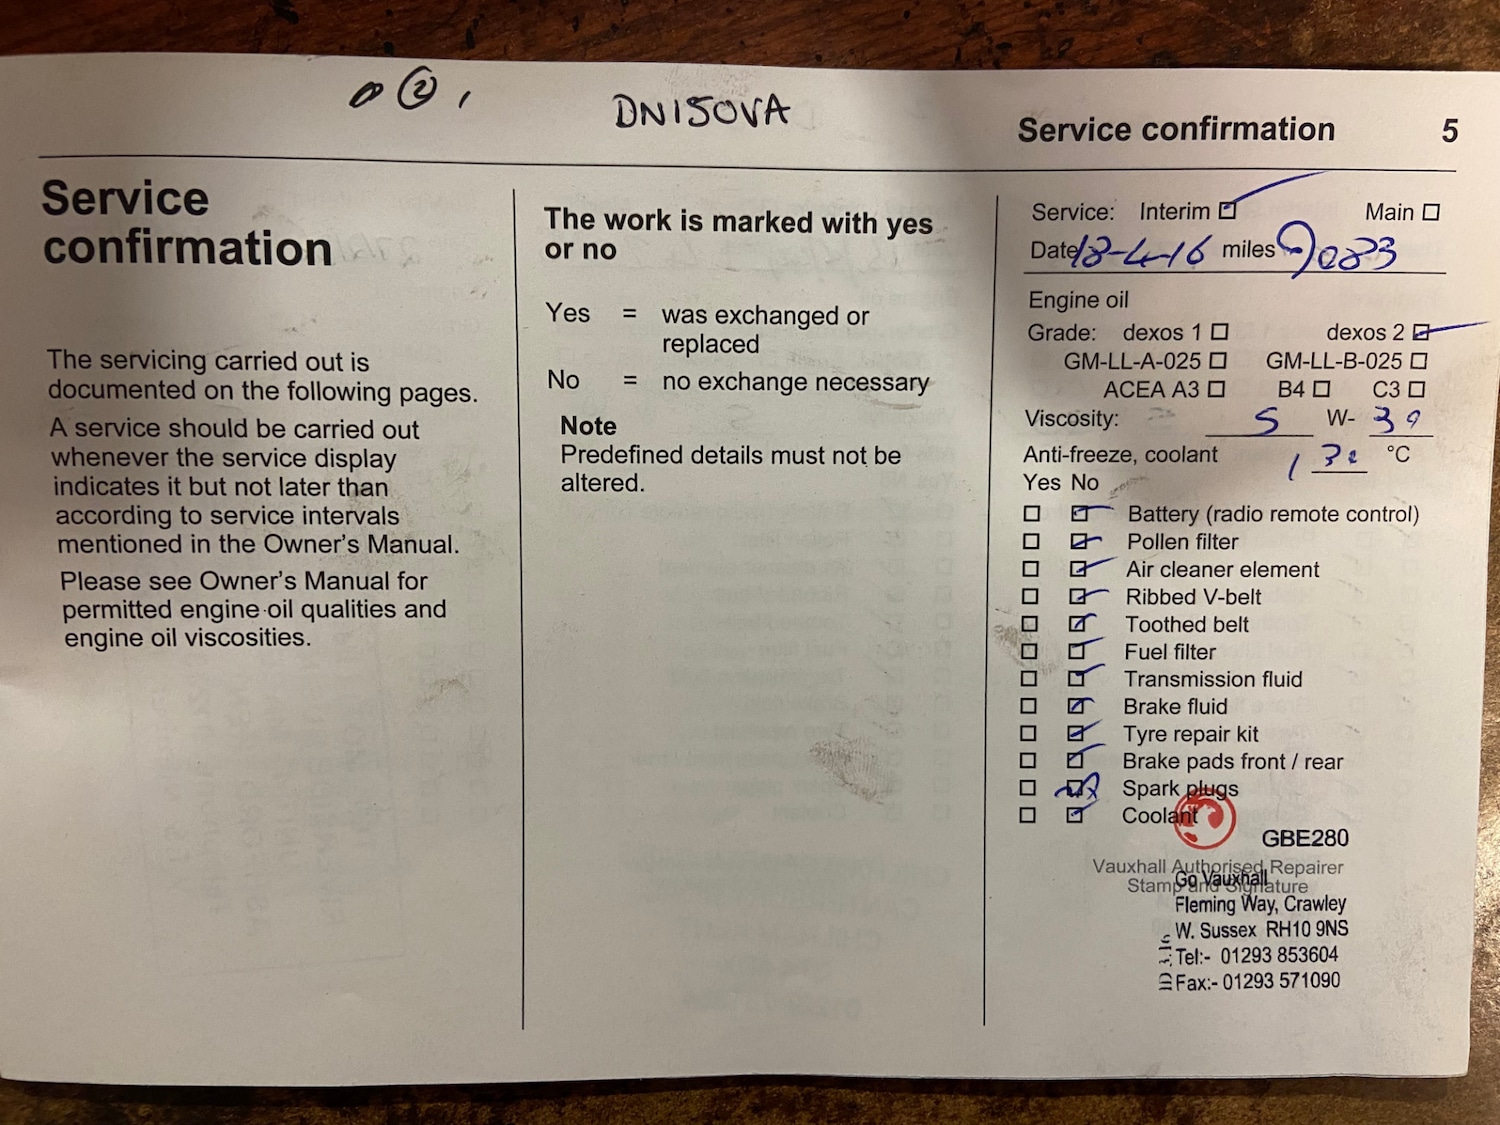 2
DN15OVA
Service confirmation 5
Service
confirmation
The servicing carried out is
documented on the following pages.
A service should be carried out
whenever the service display
indicates it but not later than
according to service intervals
mentioned in the Owner's Manual.
Please see Owner's Manual for
permitted engine oil qualities and
engine oil viscosities.
The work is marked with yes
or no
Yes = was exchanged or
replaced
No = no exchange necessary
Note
Predefined details must not be
altered.
Service: Interim Main
Date 18-4-16 miles 9083
Engine oil
Grade: dexos 1 dexos 2
GM-LL-A-025 GM-LL-B-025
ACEA A3 B4 C3
Viscosity: 5 W- 30
Anti-freeze, coolant °C
Yes No
Battery (radio remote control)
Pollen filter
Air cleaner element
Ribbed V-belt
Toothed belt
Fuel filter
Transmission fluid
Brake fluid
Tyre repair kit
Brake pads front / rear
Spark plugs
Coolant
GBE280
Vauxhall Authorised Repairer
Stamp and Signature
Go Vauxhall
Fleming Way, Crawley
W. Sussex RH10 9NS
Tel:- 01293 853604
Fax:- 01293 571090